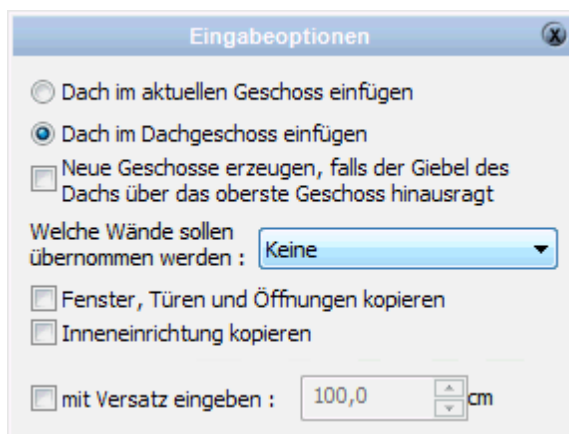 Eingabeoptionen
Dach im aktuellen Geschoss einfügen
Dach im Dachgeschoss einfügen
Neue Geschosse erzeugen, falls der Giebel des
Dachs über das oberste Geschoss hinausragt
Welche Wände sollen
übernommen werden : Keine
Fenster, Türen und Öffnungen kopieren
Inneneinrichtung kopieren
mit Versatz eingeben : 100,0 cm